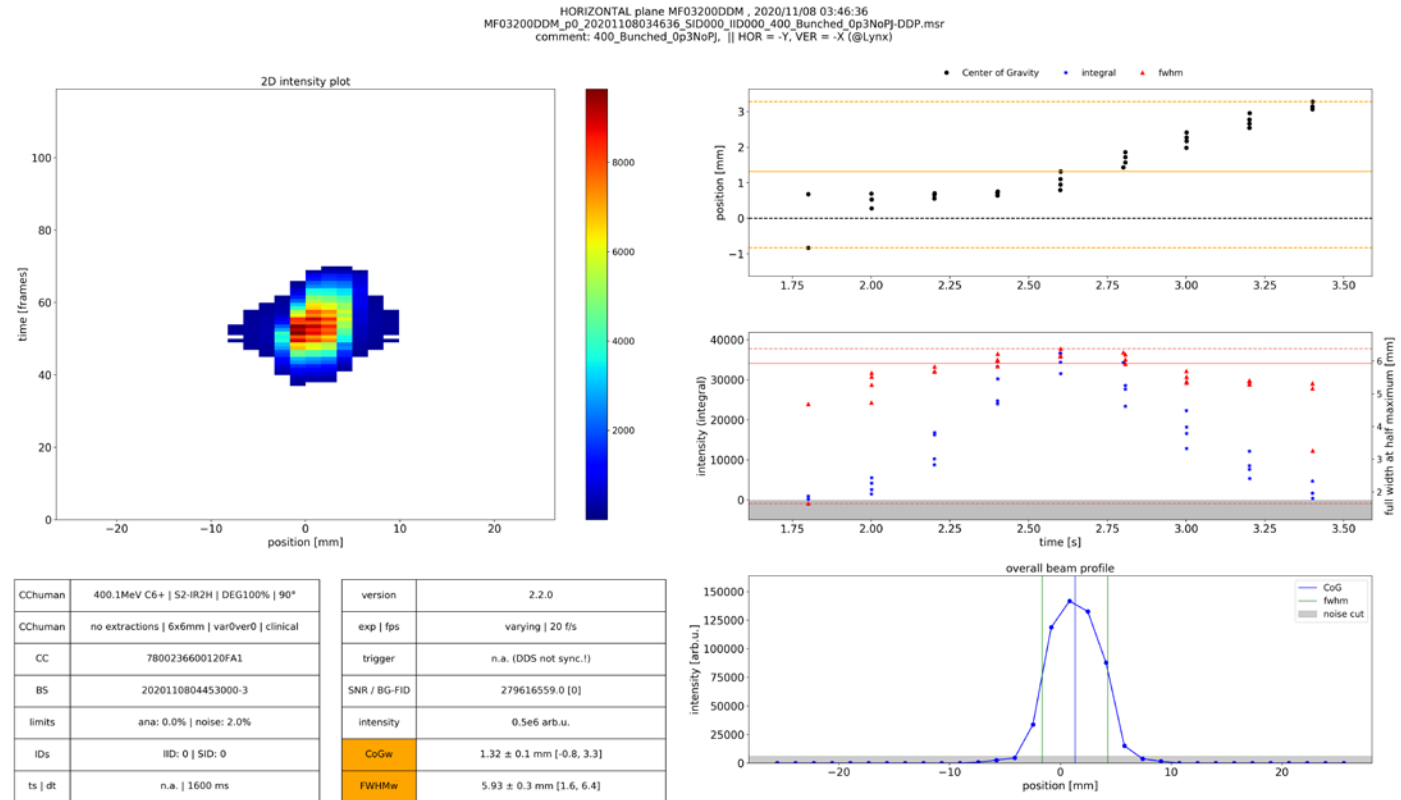 HORIZONTAL plane MF03200DDM , 2020/11/08 03:46:36
MF03200DDM_p0_20201108034636_SID000_IID000_400_Bunched_0p3NoPJ-DDP.msr
comment: 400_Bunched_0p3NoPJ, || HOR = -Y, VER = -X (@Lynx)
2D intensity plot
time [frames]
100
80
60
40
20
0
−20 −10 0 10 20
position [mm]
8000
6000
4000
2000
Center of Gravity integral fwhm
position [mm]
3
2
1
0
−1
1.75 2.00 2.25 2.50 2.75 3.00 3.25 3.50
intensity (integral)
40000
30000
20000
10000
0
6
5
4
3
2
full width at half maximum [mm]
1.75 2.00 2.25 2.50 2.75 3.00 3.25 3.50
time [s]
CChuman 400.1MeV C6+ | S2-IR2H | DEG100% | 90°
CChuman no extractions | 6x6mm | var0ver0 | clinical
CC 7800236600120FA1
BS 2020110804453000-3
limits ana: 0.0% | noise: 2.0%
IDs IID: 0 | SID: 0
ts | dt n.a. | 1600 ms
version 2.2.0
exp | fps varying | 20 f/s
trigger n.a. (DDS not sync.!)
SNR / BG-FID 279616559.0 [0]
intensity 0.5e6 arb.u.
CoGw 1.32 ± 0.1 mm [-0.8, 3.3]
FWHMw 5.93 ± 0.3 mm [1.6, 6.4]
overall beam profile
intensity [arb.u.]
150000
125000
100000
75000
50000
25000
0
CoG
fwhm
noise cut
−20 −10 0 10 20
position [mm]